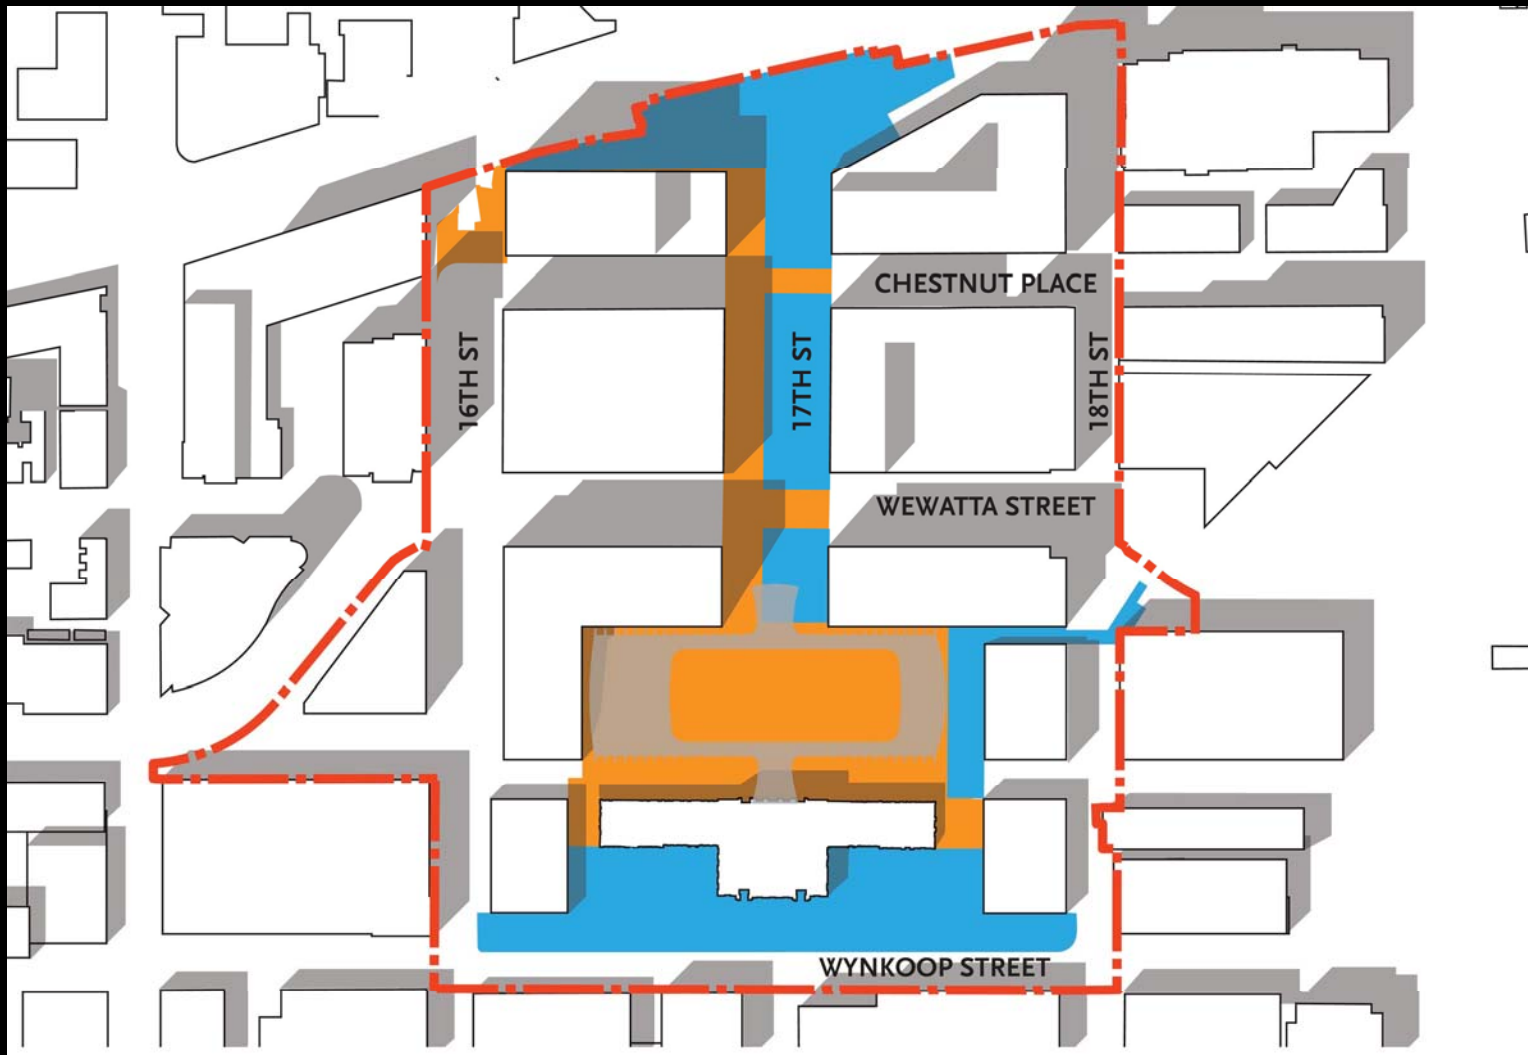 CHESTNUT PLACE
16TH ST
17TH ST
18TH ST
WEWATTA STREET
WYNKOOP STREET